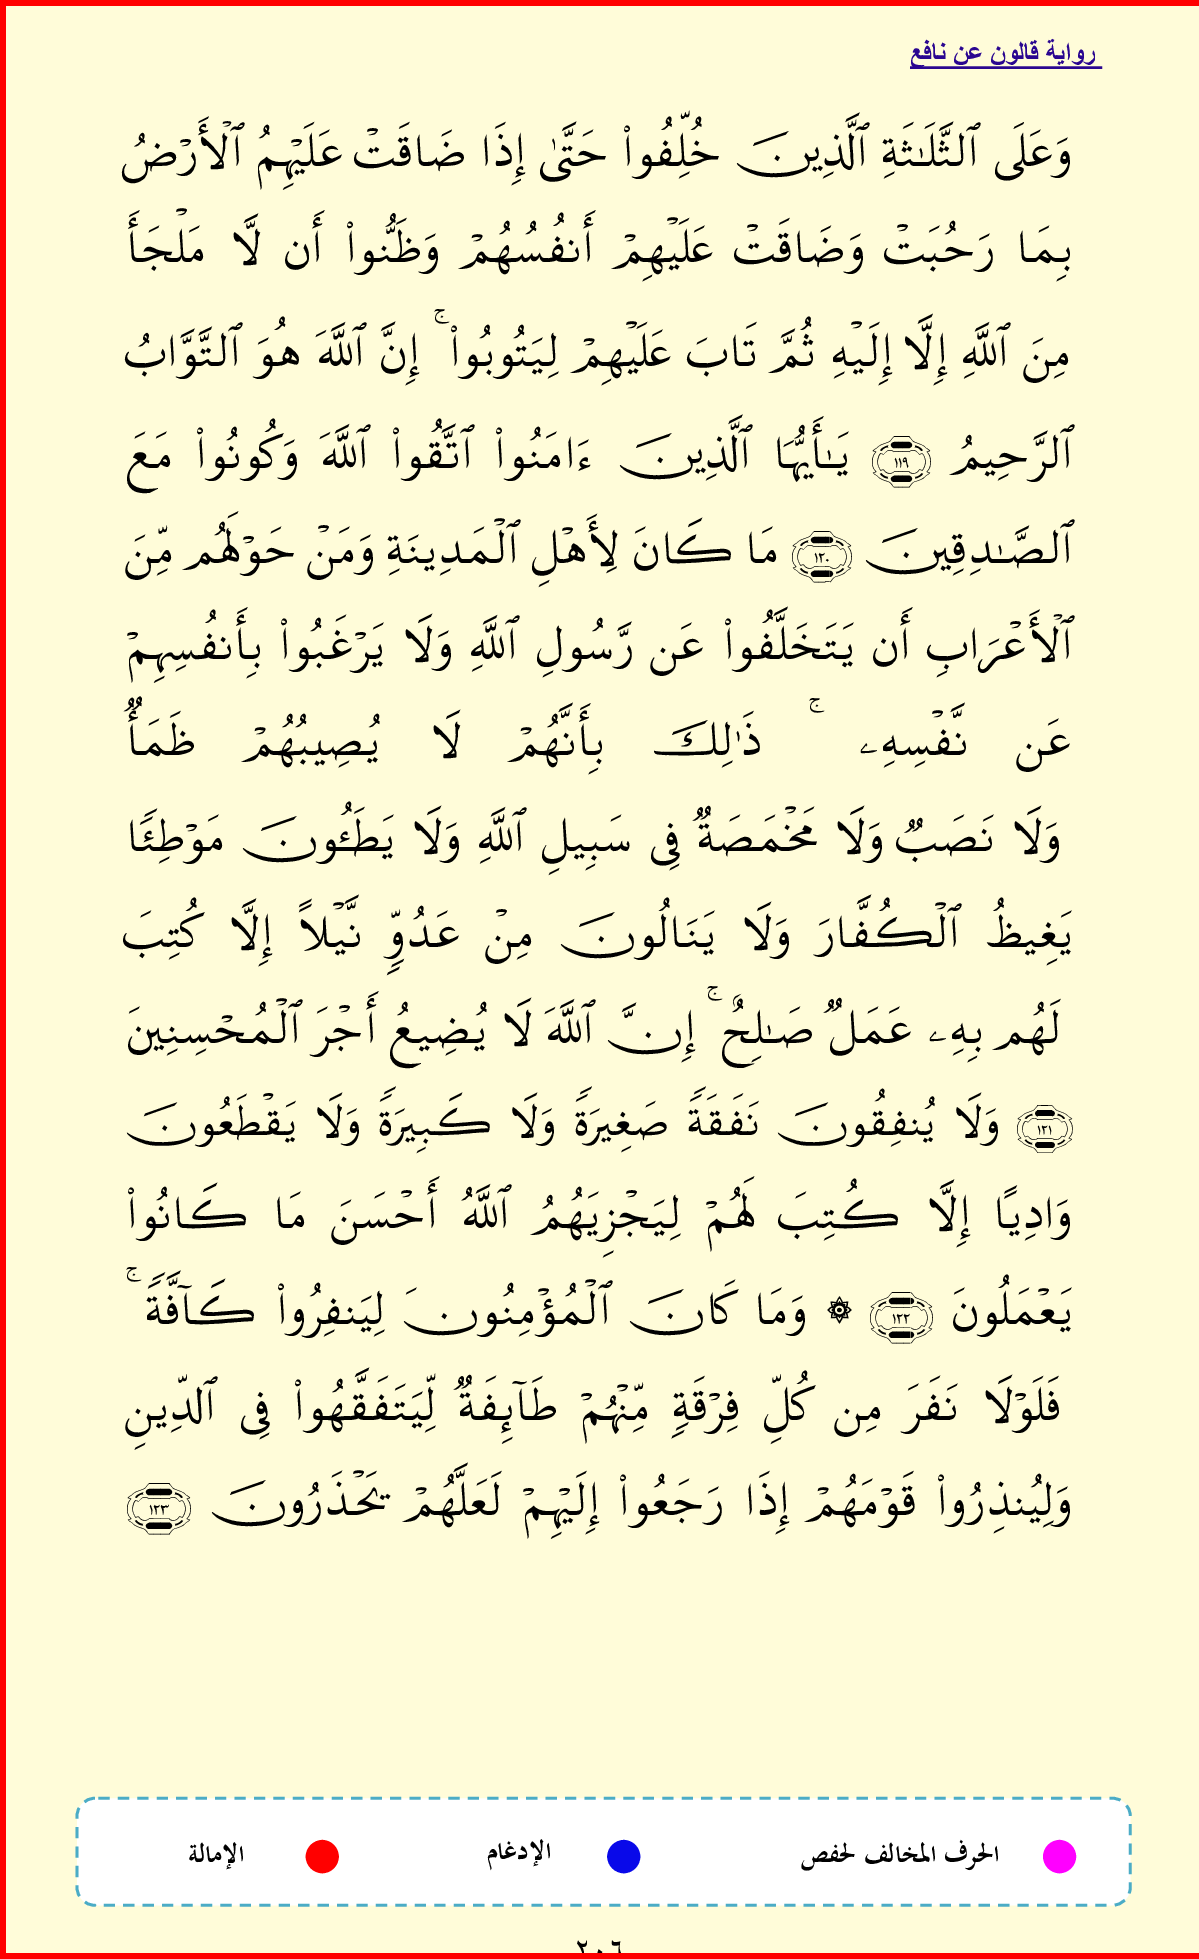 رواية قالون عن نافع
وَعَلَى ٱلثَّلَٰثَةِ ٱلَّذِينَ خُلِّفُوا۟ حَتَّىٰ إِذَا ضَاقَتْ عَلَيْهِمُ ٱلْأَرْضُ
بِمَا رَحُبَتْ وَضَاقَتْ عَلَيْهِمْ أَنفُسُهُمْ وَظَنُّوا۟ أَن لَّا مَلْجَأَ
مِنَ ٱللَّهِ إِلَّا إِلَيْهِ ثُمَّ تَابَ عَلَيْهِمْ لِيَتُوبُوا۟ ۚ إِنَّ ٱللَّهَ هُوَ ٱلتَّوَّابُ
ٱلرَّحِيمُ ١١٩ يَٰأَيُّهَا ٱلَّذِينَ ءَامَنُوا۟ ٱتَّقُوا۟ ٱللَّهَ وَكُونُوا۟ مَعَ
ٱلصَّٰدِقِينَ ١٢٠ مَا كَانَ لِأَهْلِ ٱلْمَدِينَةِ وَمَنْ حَوْلَهُم مِّنَ
ٱلْأَعْرَابِ أَن يَتَخَلَّفُوا۟ عَن رَّسُولِ ٱللَّهِ وَلَا يَرْغَبُوا۟ بِأَنفُسِهِمْ
عَن نَّفْسِهِۦ ۚ ذَٰلِكَ بِأَنَّهُمْ لَا يُصِيبُهُمْ ظَمَأٌ
وَلَا نَصَبٌ وَلَا مَخْمَصَةٌ فِى سَبِيلِ ٱللَّهِ وَلَا يَطَـُٔونَ مَوْطِئًا
يَغِيظُ ٱلْكُفَّارَ وَلَا يَنَالُونَ مِنْ عَدُوٍّ نَّيْلاً إِلَّا كُتِبَ
لَهُم بِهِۦ عَمَلٌ صَٰلِحٌ ۚ إِنَّ ٱللَّهَ لَا يُضِيعُ أَجْرَ ٱلْمُحْسِنِينَ
١٢١ وَلَا يُنفِقُونَ نَفَقَةً صَغِيرَةً وَلَا كَبِيرَةً وَلَا يَقْطَعُونَ
وَادِيًا إِلَّا كُتِبَ لَهُمْ لِيَجْزِيَهُمُ ٱللَّهُ أَحْسَنَ مَا كَانُوا۟
يَعْمَلُونَ ١٢٢ ۞ وَمَا كَانَ ٱلْمُؤْمِنُونَ لِيَنفِرُوا۟ كَآفَّةً ۚ
فَلَوْلَا نَفَرَ مِن كُلِّ فِرْقَةٍ مِّنْهُمْ طَآئِفَةٌ لِّيَتَفَقَّهُوا۟ فِى ٱلدِّينِ
وَلِيُنذِرُوا۟ قَوْمَهُمْ إِذَا رَجَعُوا۟ إِلَيْهِمْ لَعَلَّهُمْ يَحْذَرُونَ ١٢٣
الحرف المخالف لحفص الإدغام الإمالة
٢٠٦